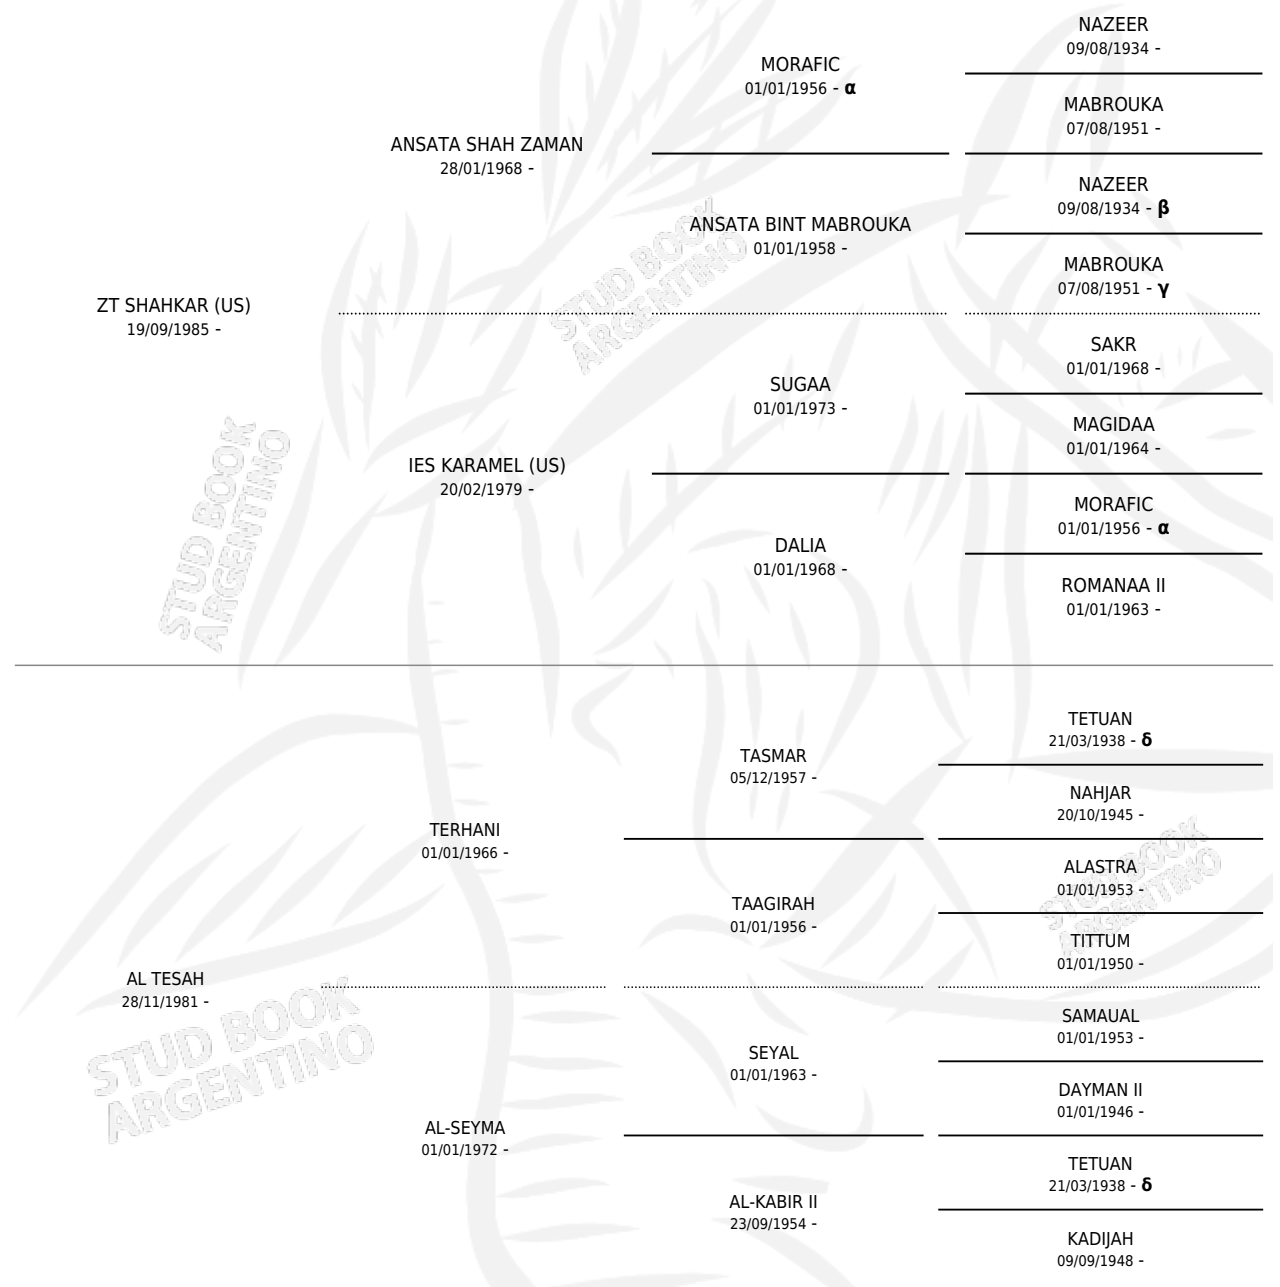 NAZEER
09/08/1934 -
MORAFIC
01/01/1956 - α
MABROUKA
07/08/1951 -
ANSATA SHAH ZAMAN
28/01/1968 -
NAZEER
09/08/1934 - β
ANSATA BINT MABROUKA
01/01/1958 -
MABROUKA
07/08/1951 - γ
ZT SHAHKAR (US)
19/09/1985 -
SAKR
01/01/1968 -
SUGAA
01/01/1973 -
MAGIDAA
01/01/1964 -
IES KARAMEL (US)
20/02/1979 -
MORAFIC
01/01/1956 - α
DALIA
01/01/1968 -
ROMANAA II
01/01/1963 -
STUD BOOK
ARGENTINO
STUD BOOK
ARGENTINO
TETUAN
21/03/1938 - δ
TASMAR
05/12/1957 -
NAHJAR
20/10/1945 -
TERHANI
01/01/1966 -
ALASTRA
01/01/1953 -
TAAGIRAH
01/01/1956 -
TITTUM
01/01/1950 -
AL TESAH
28/11/1981 -
SAMAUAL
01/01/1953 -
SEYAL
01/01/1963 -
DAYMAN II
01/01/1946 -
AL-SEYMA
01/01/1972 -
TETUAN
21/03/1938 - δ
AL-KABIR II
23/09/1954 -
KADIJAH
09/09/1948 -
STUD BOOK
ARGENTINO
STUD BOOK
ARGENTINO